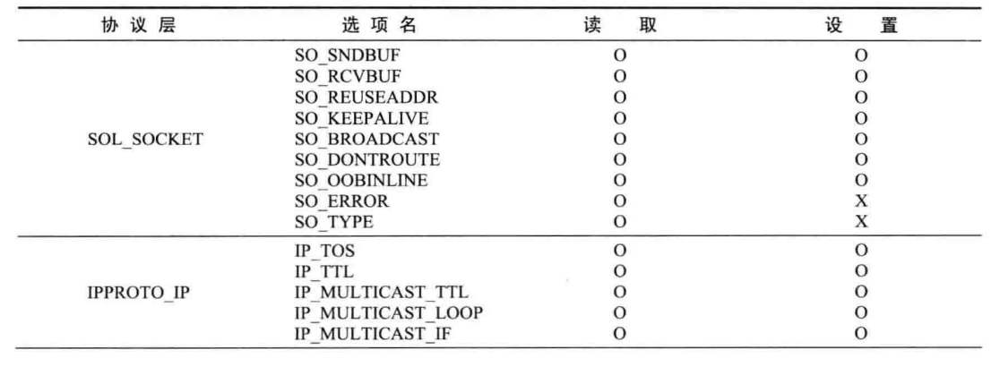 协议层 选项名 读取 设置
SO_SNDBUF O O
SO_RCVBUF O O
SO_REUSEADDR O O
SO_KEEPALIVE O O
SOL_SOCKET SO_BROADCAST O O
SO_DONTROUTE O O
SO_OOBINLINE O O
SO_ERROR O X
SO_TYPE O X
IP_TOS O O
IP_TTL O O
IPPROTO_IP IP_MULTICAST_TTL O O
IP_MULTICAST_LOOP O O
IP_MULTICAST_IF O O